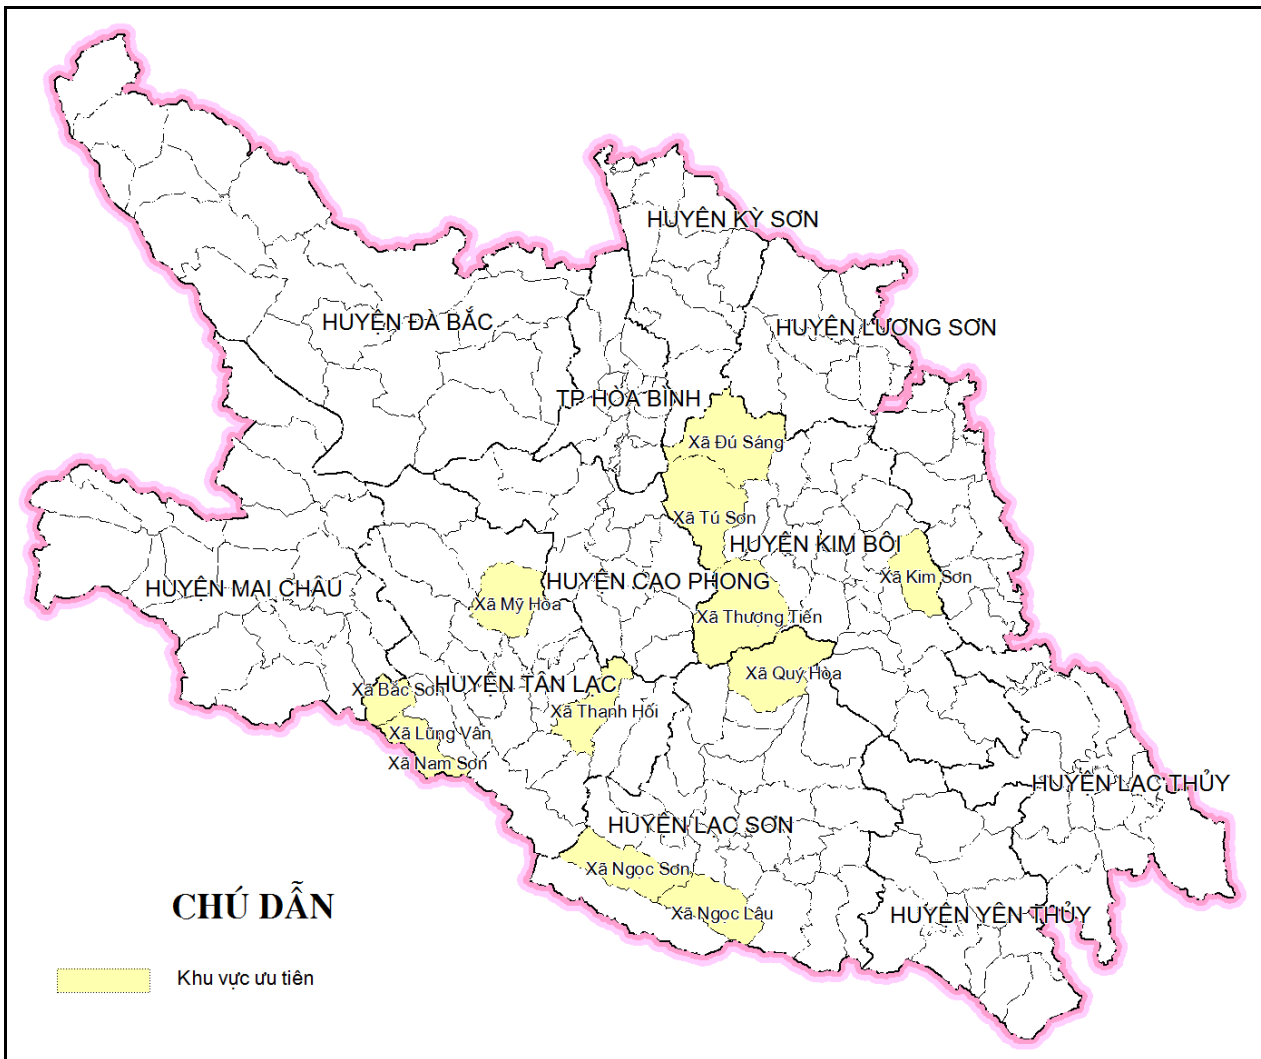 HUYỆN KỲ SƠN
HUYỆN ĐÀ BẮC
HUYỆN LƯƠNG SƠN
TP HÒA BÌNH
Xã Đú Sáng
Xã Tú Sơn
HUYỆN KIM BÔI
HUYỆN MAI CHÂU
HUYỆN CAO PHONG
Xã Kim Sơn
Xã Mỹ Hòa
Xã Thượng Tiến
Xã Quý Hòa
Xã Bắc Sơn
HUYỆN TÂN LẠC
Xã Thanh Hối
Xã Lũng Vân
Xã Nam Sơn
HUYỆN LẠC THỦY
HUYỆN LẠC SƠN
Xã Ngọc Sơn
Xã Ngọc Lâu
HUYỆN YÊN THỦY
CHÚ DẪN
Khu vực ưu tiên